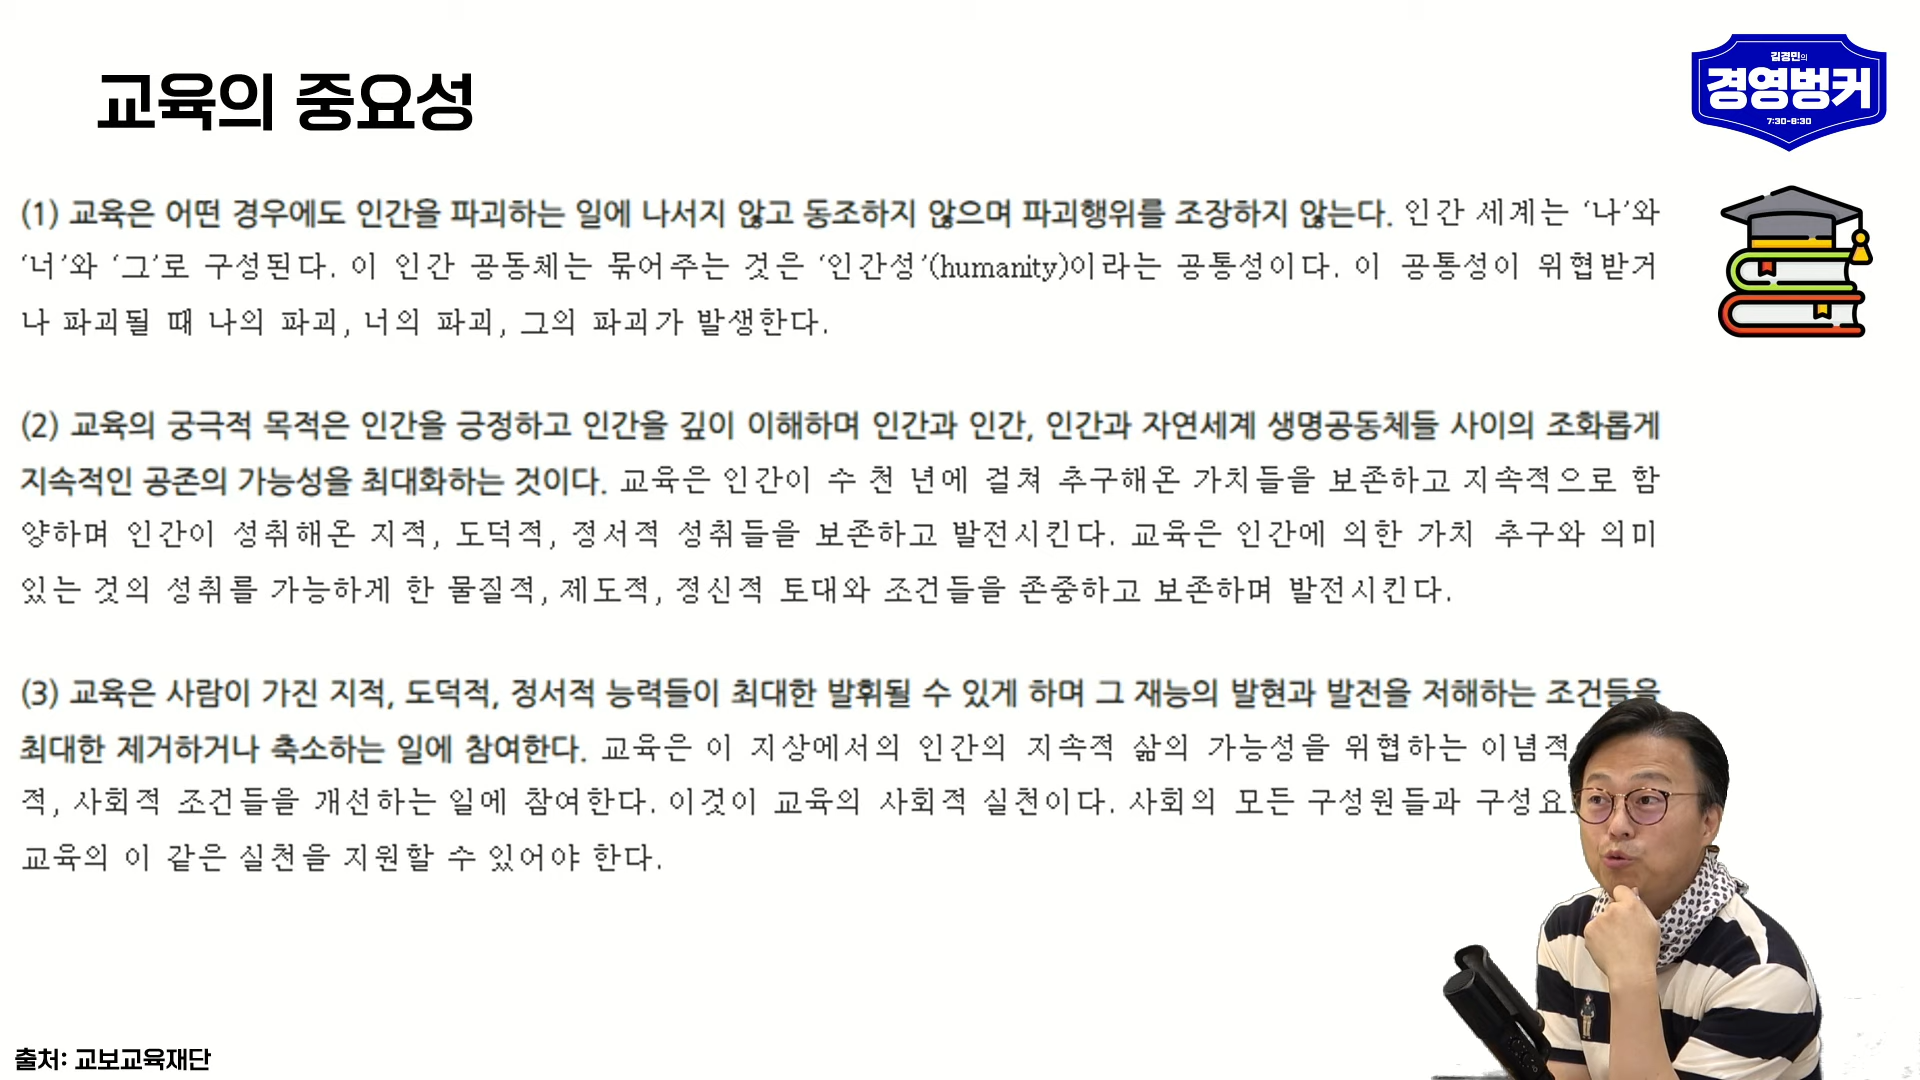 교육의 중요성
김경민의
경영벙커
7:30-8:30
(1) 교육은 어떤 경우에도 인간을 파괴하는 일에 나서지 않고 동조하지 않으며 파괴행위를 조장하지 않는다. 인간 세계는 ‘나’와
‘너’와 ‘그’로 구성된다. 이 인간 공동체는 묶어주는 것은 ‘인간성’(humanity)이라는 공통성이다. 이 공통성이 위협받거
나 파괴될 때 나의 파괴, 너의 파괴, 그의 파괴가 발생한다.
(2) 교육의 궁극적 목적은 인간을 긍정하고 인간을 깊이 이해하며 인간과 인간, 인간과 자연세계 생명공동체들 사이의 조화롭게
지속적인 공존의 가능성을 최대화하는 것이다. 교육은 인간이 수 천 년에 걸쳐 추구해온 가치들을 보존하고 지속적으로 함
양하며 인간이 성취해온 지적, 도덕적, 정서적 성취들을 보존하고 발전시킨다. 교육은 인간에 의한 가치 추구와 의미
있는 것의 성취를 가능하게 한 물질적, 제도적, 정신적 토대와 조건들을 존중하고 보존하며 발전시킨다.
(3) 교육은 사람이 가진 지적, 도덕적, 정서적 능력들이 최대한 발휘될 수 있게 하며 그 재능의 발현과 발전을 저해하는 조건들을
최대한 제거하거나 축소하는 일에 참여한다. 교육은 이 지상에서의 인간의 지속적 삶의 가능성을 위협하는 이념적
적, 사회적 조건들을 개선하는 일에 참여한다. 이것이 교육의 사회적 실천이다. 사회의 모든 구성원들과
교육의 이 같은 실천을 지원할 수 있어야 한다.
출처: 교보교육재단